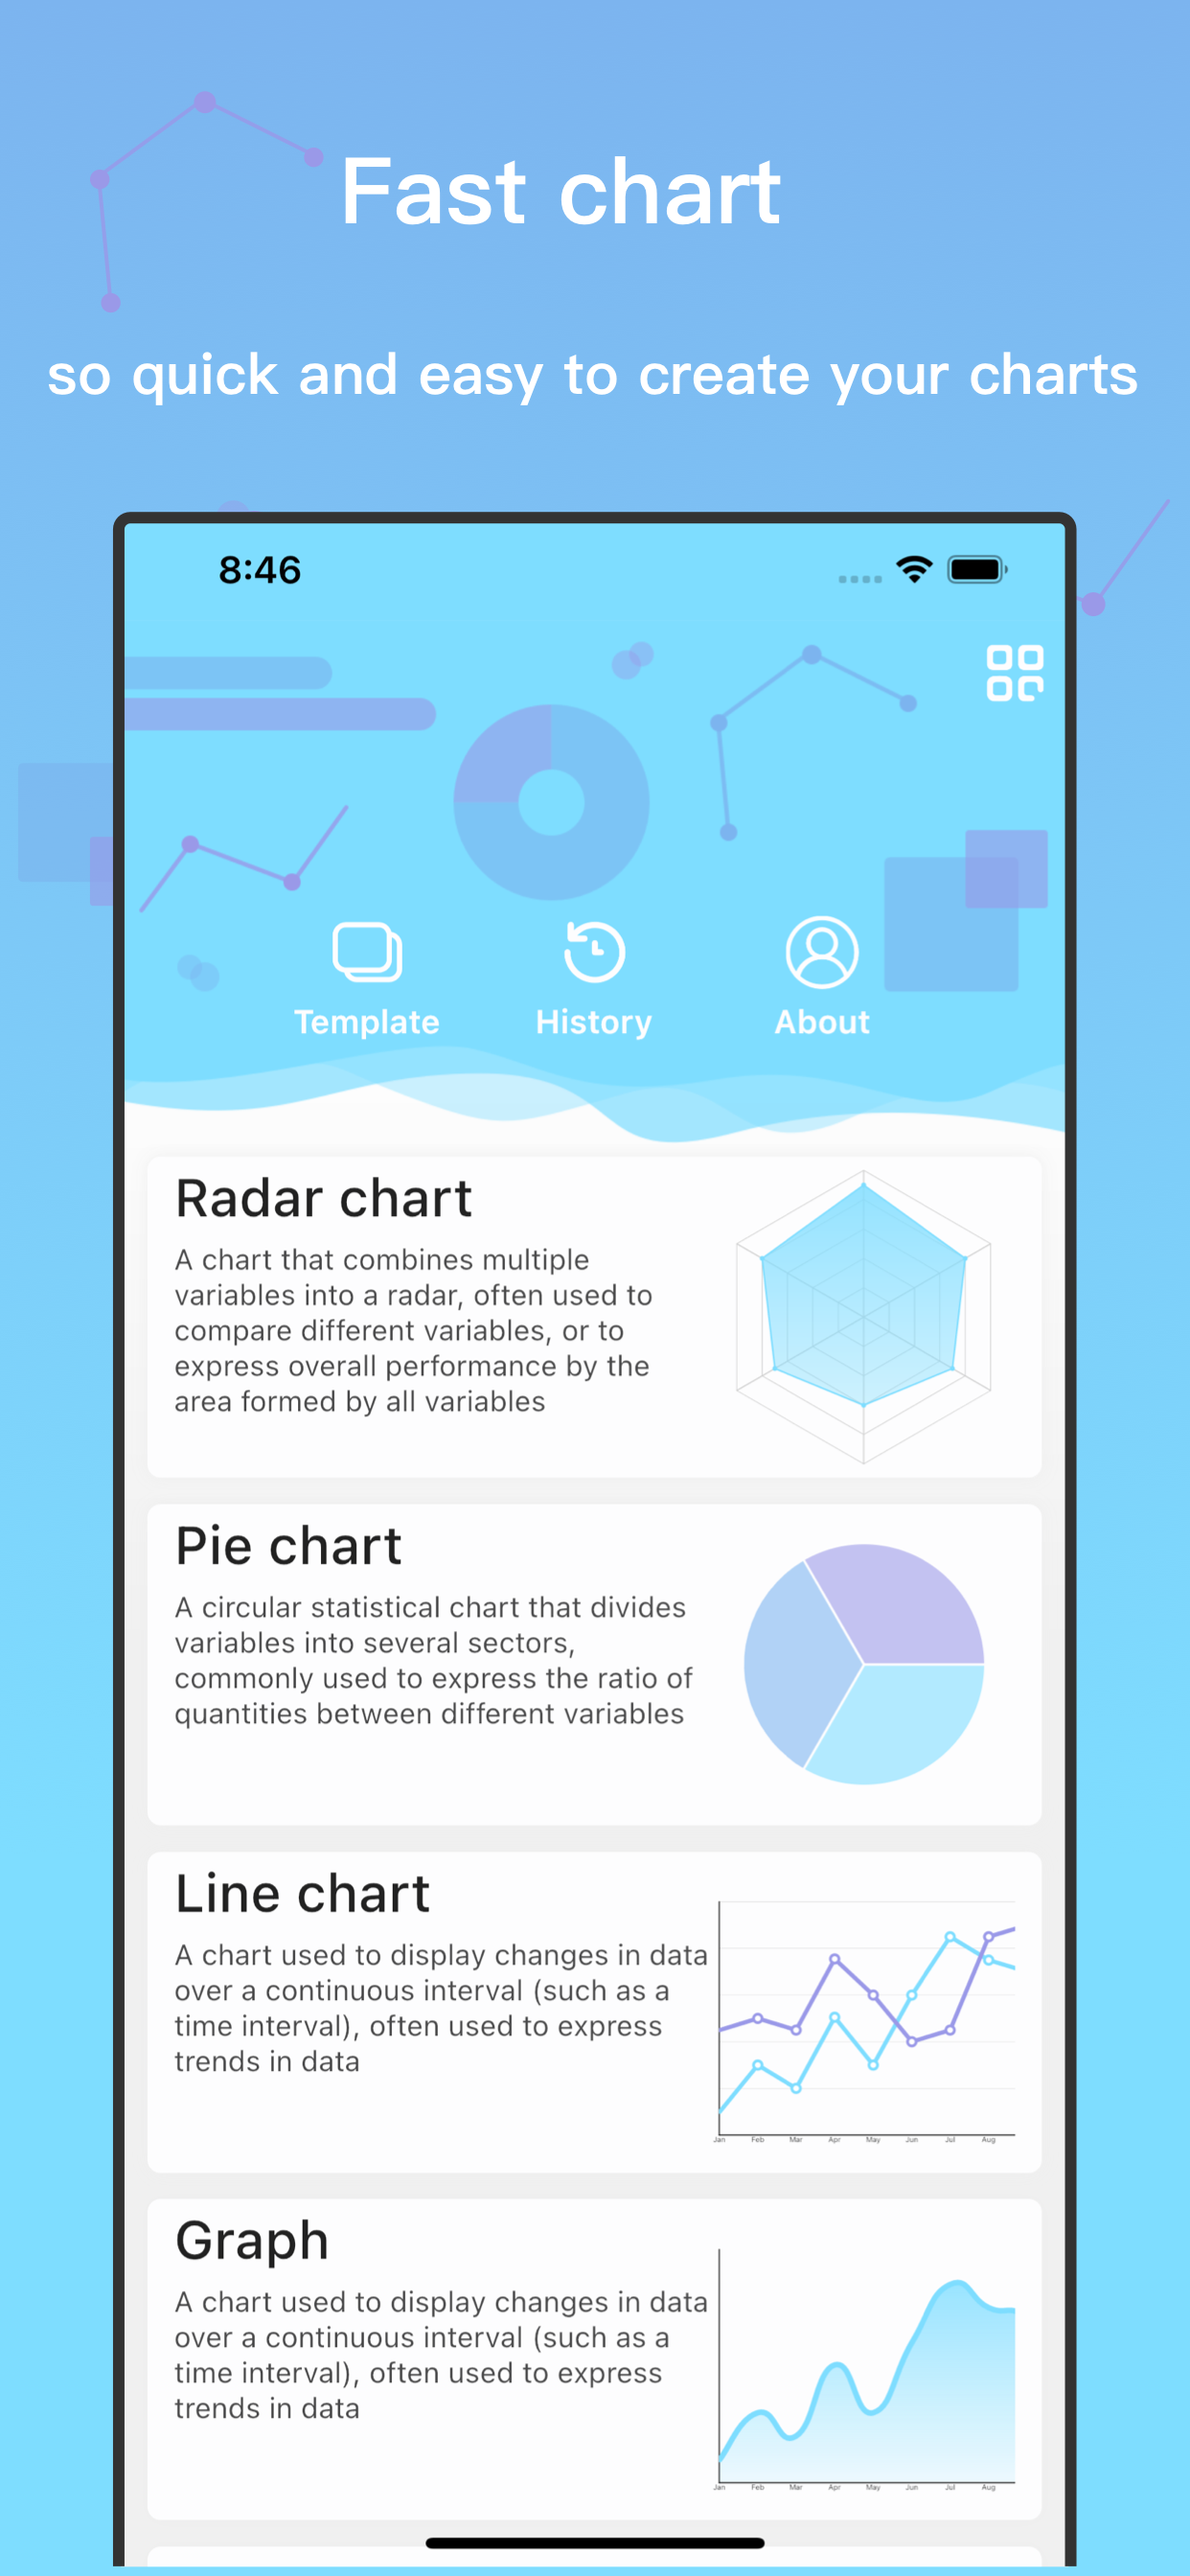 Fast chart
so quick and easy to create your charts
8:46
Template
History
About
Radar chart
A chart that combines multiple
variables into a radar, often used to
compare different variables, or to
express overall performance by the
area formed by all variables
Pie chart
A circular statistical chart that divides
variables into several sectors,
commonly used to express the ratio of
quantities between different variables
Line chart
A chart used to display changes in data
over a continuous interval (such as a
time interval), often used to express
trends in data
Jan Feb Mar Apr May Jun Jul Aug
Graph
A chart used to display changes in data
over a continuous interval (such as a
time interval), often used to express
trends in data
Jan Feb Mar Apr May Jun Jul Aug